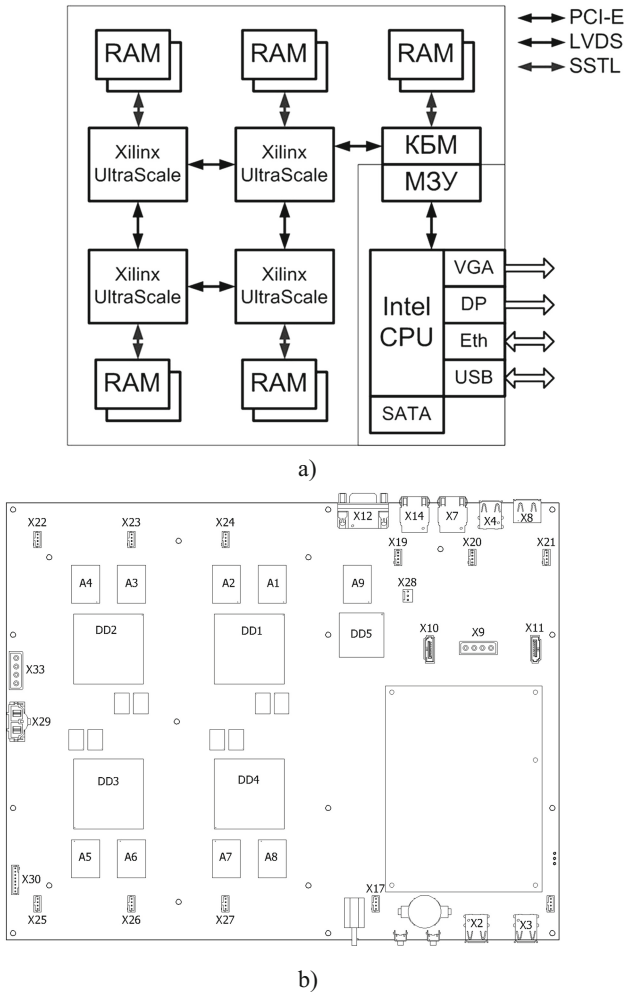 PCI-E
LVDS
SSTL
RAM RAM RAM
Xilinx
UltraScale
Xilinx
UltraScale
КБМ
МЗУ
Xilinx
UltraScale
Xilinx
UltraScale
Intel
CPU
VGA
DP
Eth
USB
SATA
RAM RAM
a)
X12 X14 X7 X4 X8
X22 X23 X24
X19 X20 X21
A4 A3 A2 A1 A9
X28
DD2 DD1 DD5
X10 X9 X11
X33
X29
DD3 DD4
A5 A6 A7 A8
X30
X25 X26 X27
X17
X2 X3
b)